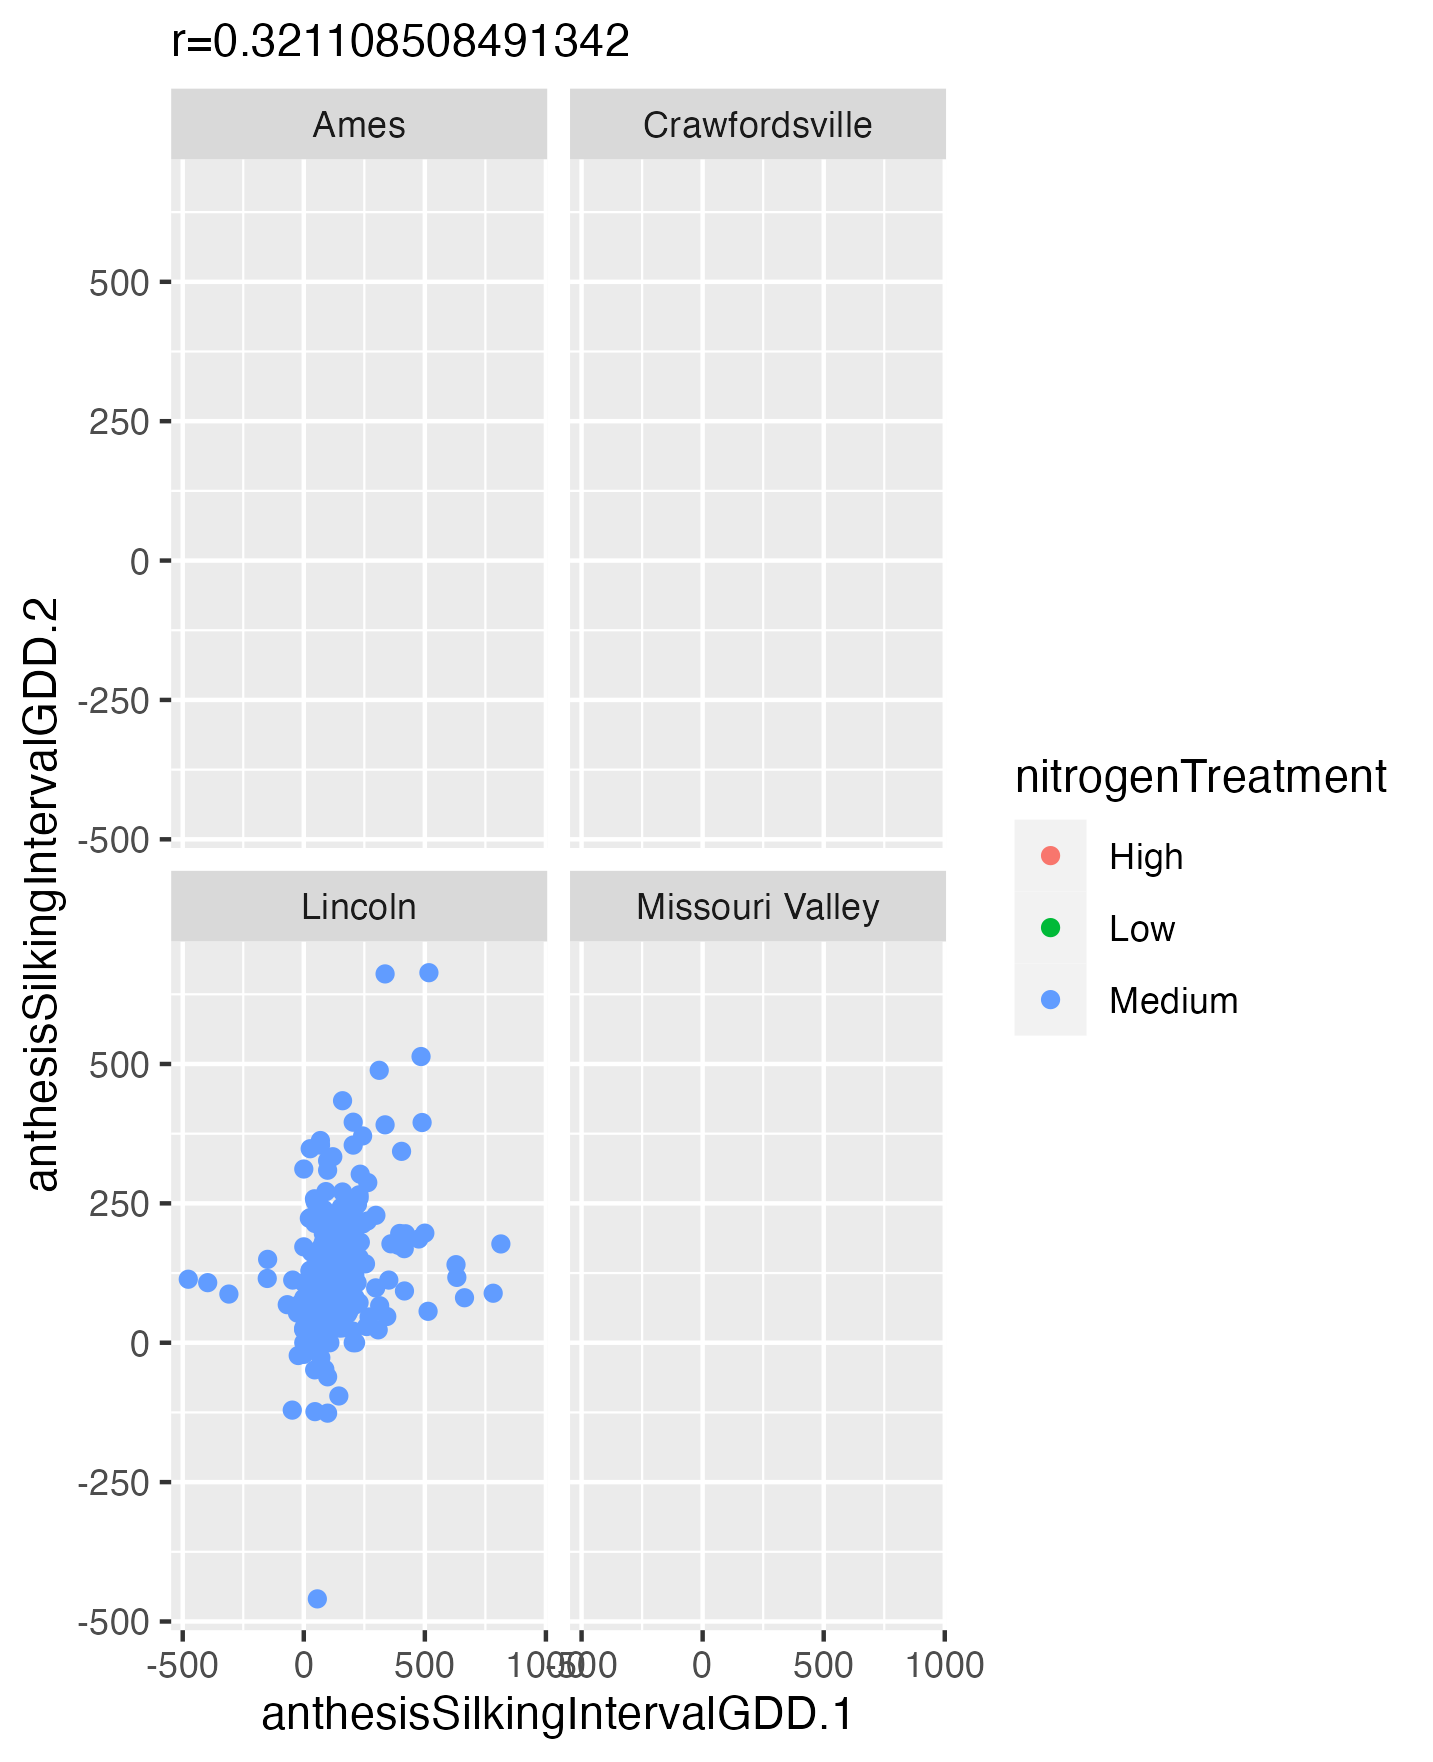 r=0.321108508491342
Ames
Crawfordsville
500
250
0
-250
-500
anthesisSilkingIntervalGDD.2
Lincoln
Missouri Valley
500
250
0
-250
-500
-500 0 500 1000
-500 0 500 1000
anthesisSilkingIntervalGDD.1
nitrogenTreatment
High
Low
Medium